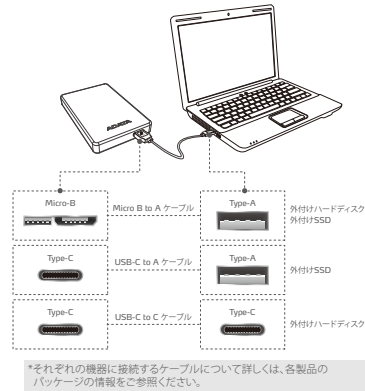 ADATA
Micro-B
Micro B to A ケーブル
Type-A
外付けハードディスク
外付けSSD
Type-C
USB-C to A ケーブル
Type-A
外付けSSD
Type-C
USB-C to C ケーブル
Type-C
外付けハードディスク
*それぞれの機器に接続するケーブルについて詳しくは、各製品の
パッケージの情報をご参照ください。